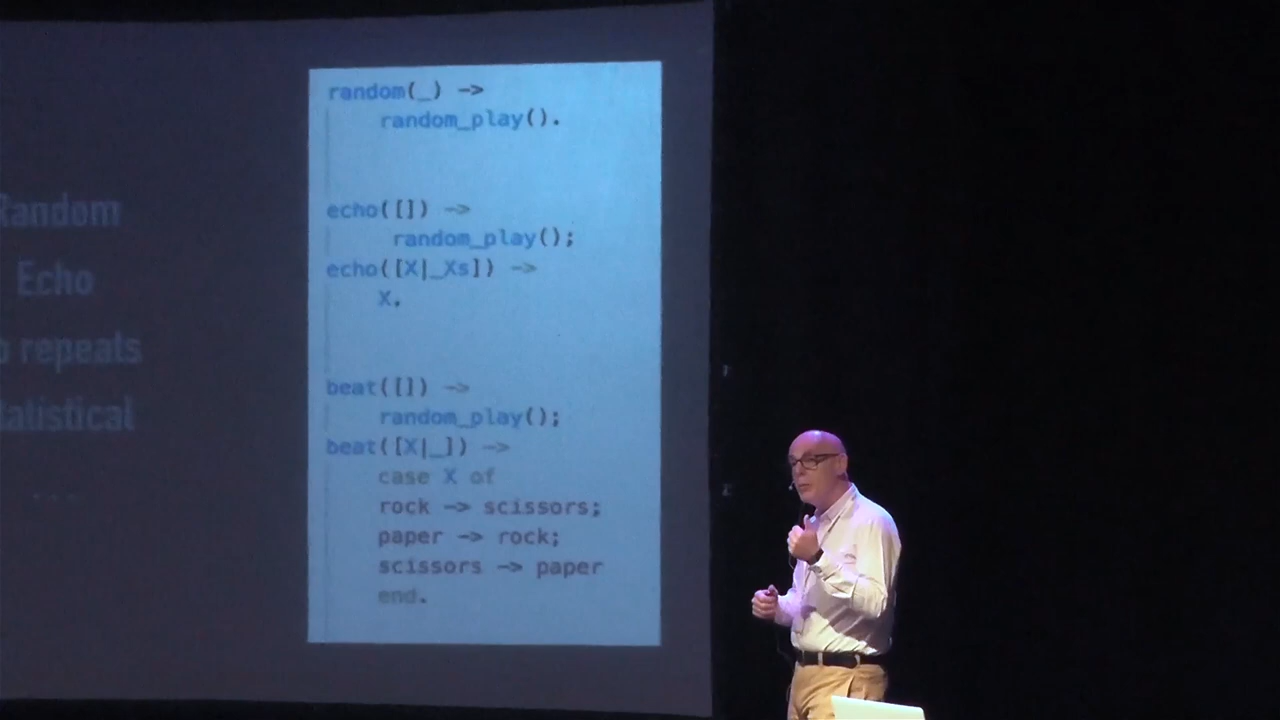 Random
Echo
repeats
random(_) ->
random_play().
echo([]) ->
random_play();
echo([X|_Xs]) ->
X.
beat([]) ->
random_play();
beat([X|_]) ->
case X of
rock -> scissors;
paper -> rock;
scissors -> paper
end.